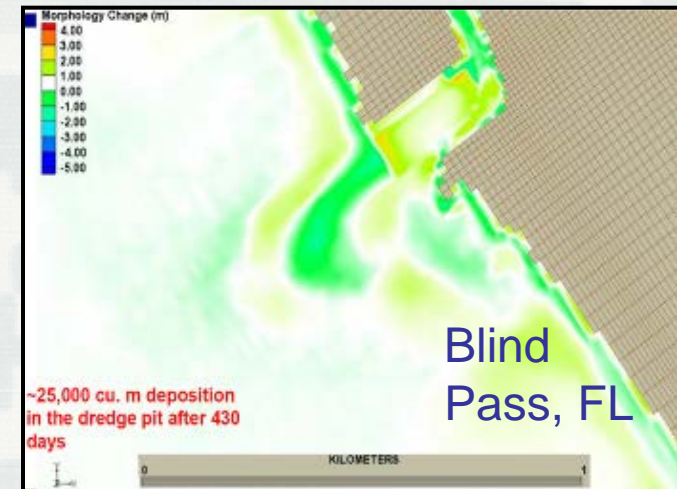 Morphology Change (m)
4.00
3.00
2.00
1.00
0.00
-1.00
-2.00
-3.00
-4.00
-5.00
Blind
Pass, FL
~25,000 cu. m deposition
in the dredge pit after 430
days
KILOMETERS
0 1